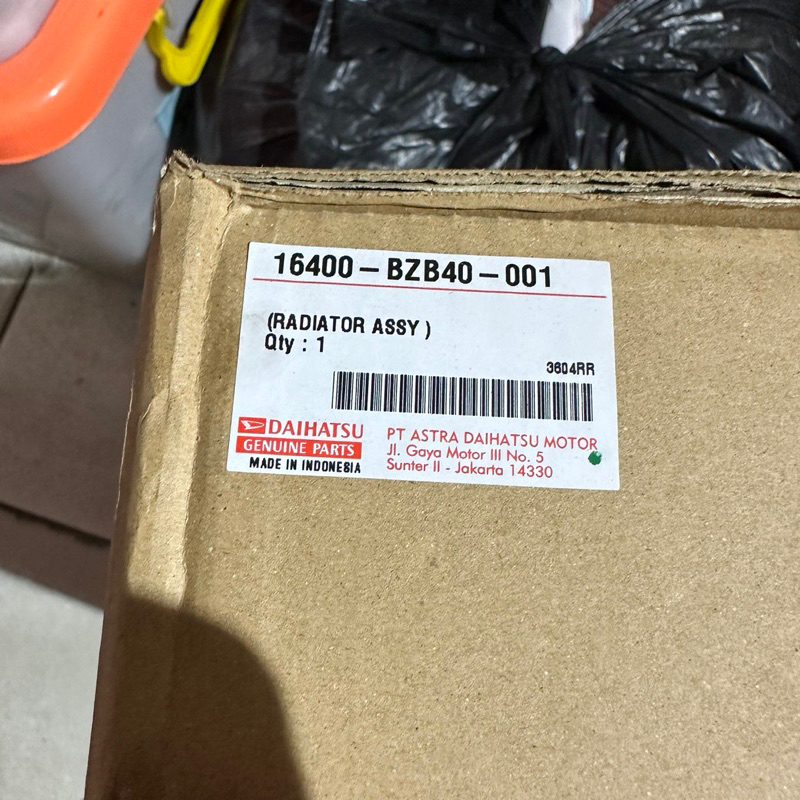 16400-BZB40-001
(RADIATOR ASSY)
Qty : 1
3604RR
DAIHATSU
GENUINE PARTS
MADE IN INDONESIA
PT ASTRA DAIHATSU MOTOR
Jl. Gaya Motor III No. 5
Sunter II - Jakarta 14330